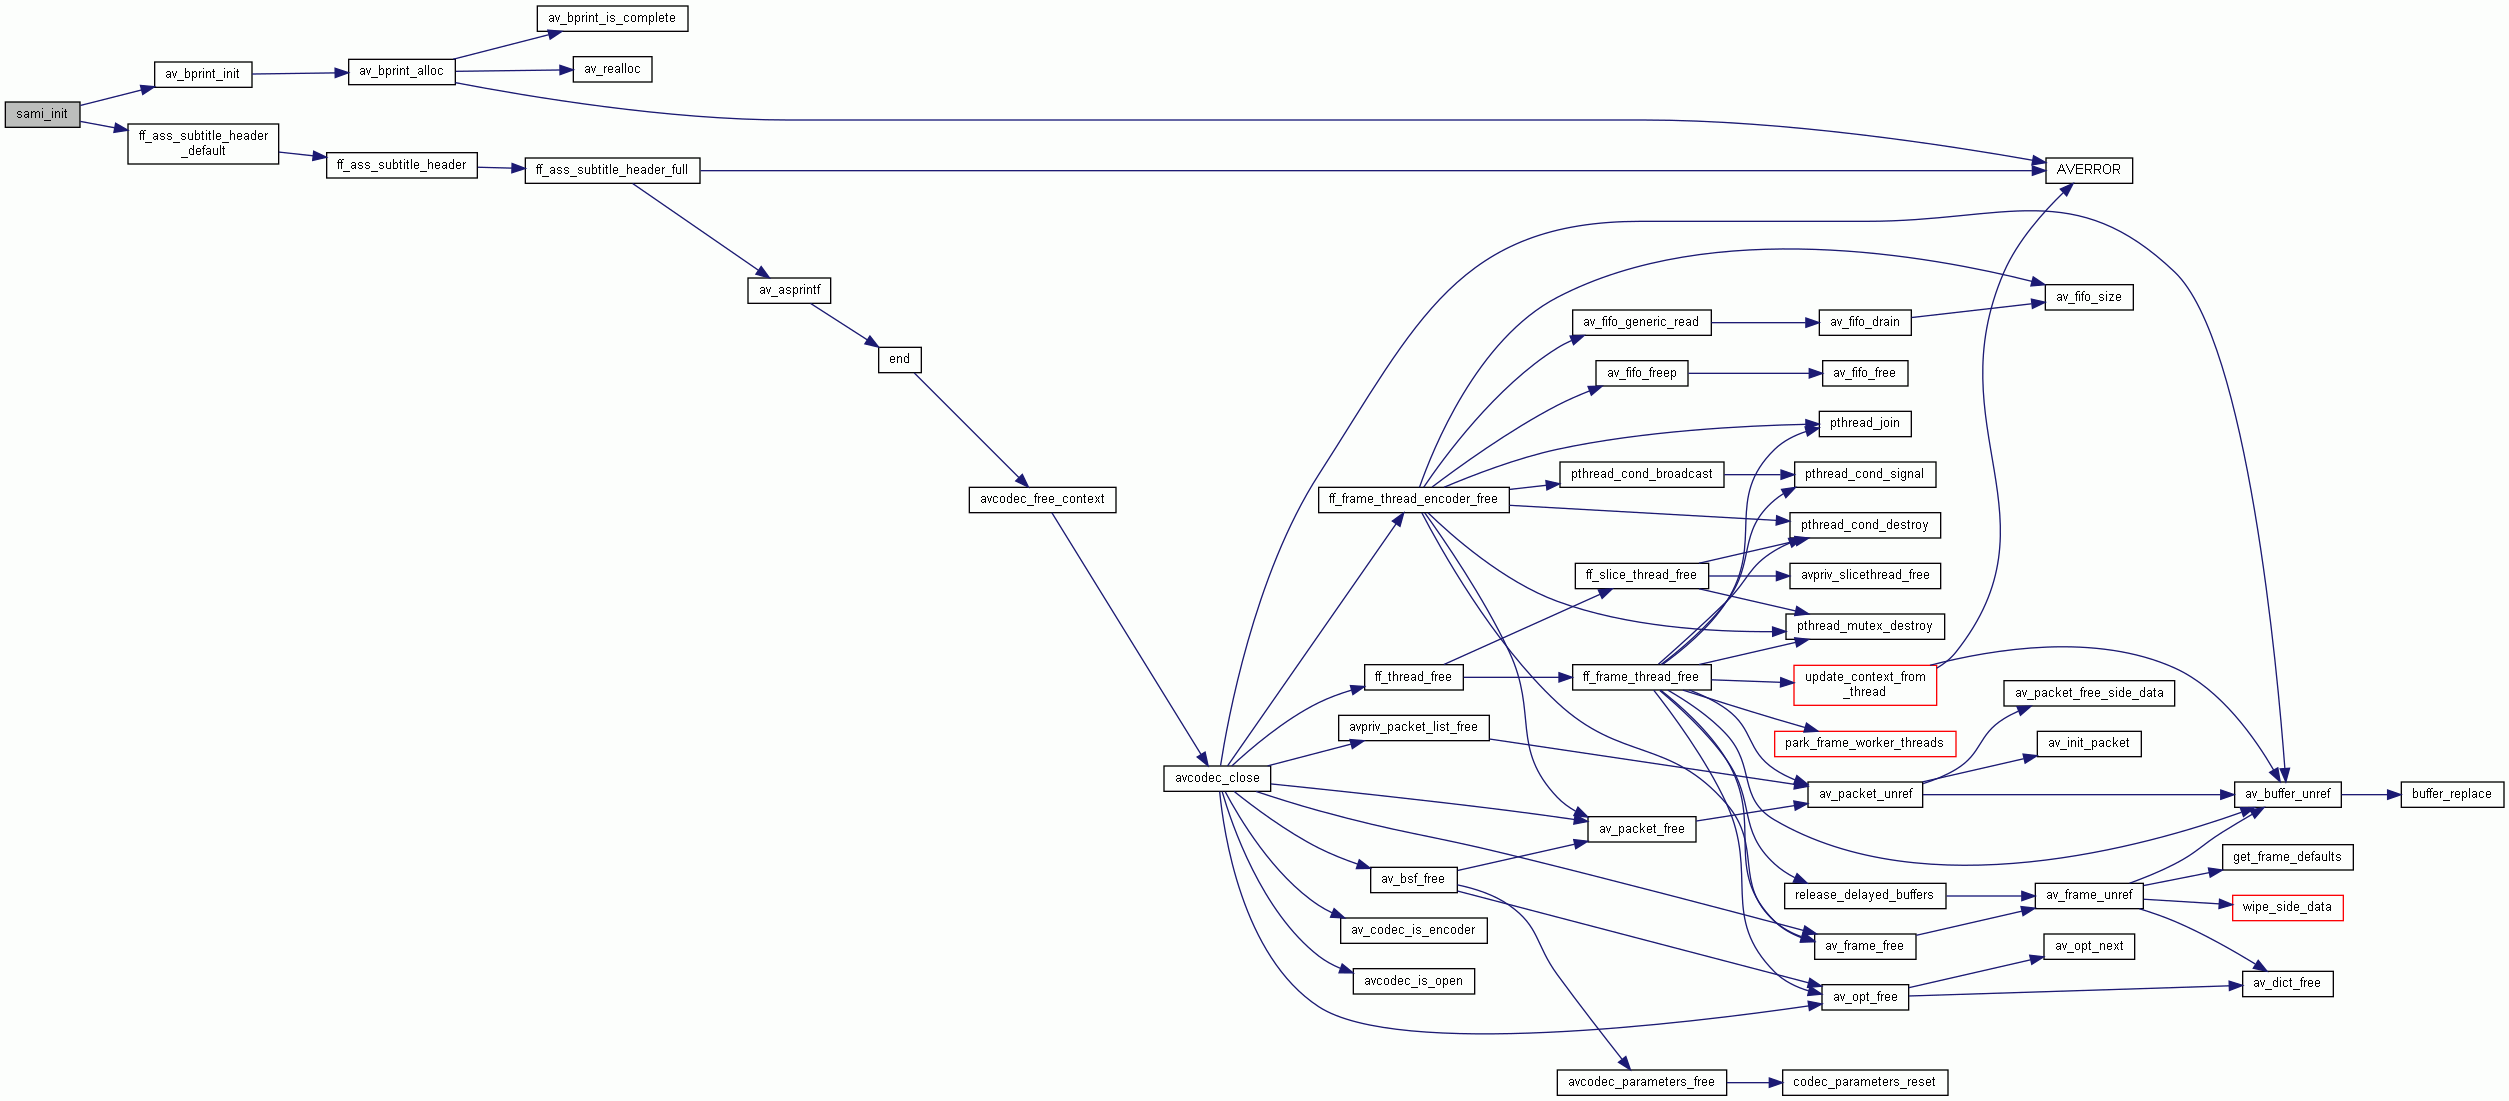 av_bprint_is_complete
av_realloc
av_bprint_init
av_bprint_alloc
sami_init
ff_ass_subtitle_header
_default
ff_ass_subtitle_header
ff_ass_subtitle_header_full
AVERROR
av_asprintf
av_fifo_size
av_fifo_generic_read
av_fifo_drain
end
av_fifo_freep
av_fifo_free
pthread_join
pthread_cond_broadcast
pthread_cond_signal
avcodec_free_context
ff_frame_thread_encoder_free
pthread_cond_destroy
ff_slice_thread_free
avpriv_slicethread_free
pthread_mutex_destroy
ff_thread_free
ff_frame_thread_free
update_context_from
_thread
av_packet_free_side_data
avpriv_packet_list_free
park_frame_worker_threads
av_init_packet
avcodec_close
av_packet_unref
av_buffer_unref
buffer_replace
av_packet_free
get_frame_defaults
av_bsf_free
release_delayed_buffers
av_frame_unref
wipe_side_data
av_codec_is_encoder
av_frame_free
av_opt_next
avcodec_is_open
av_opt_free
av_dict_free
avcodec_parameters_free
codec_parameters_reset